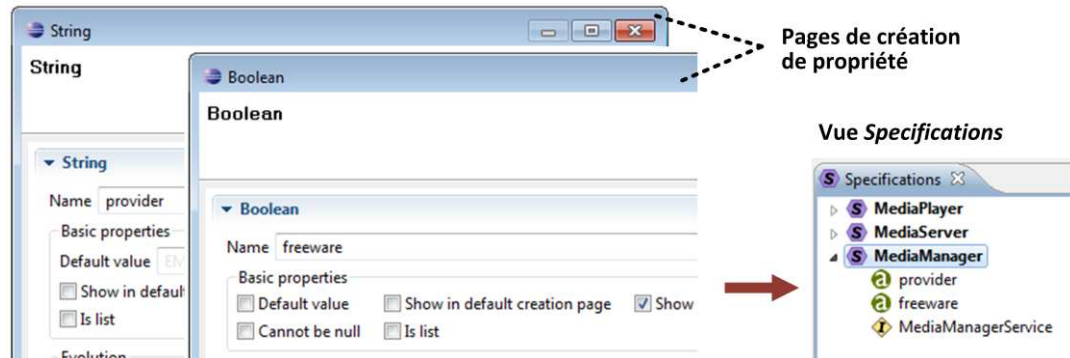 String
String
String
Name provider
Basic properties
Default value EM
Show in defaul
Is list
Evolution
Boolean
Boolean
Boolean
Name freeware
Basic properties
Default value Show in default creation page Show
Cannot be null Is list
Pages de création
de propriété
Vue Specifications
Specifications
MediaPlayer
MediaServer
MediaManager
provider
freeware
MediaManagerService